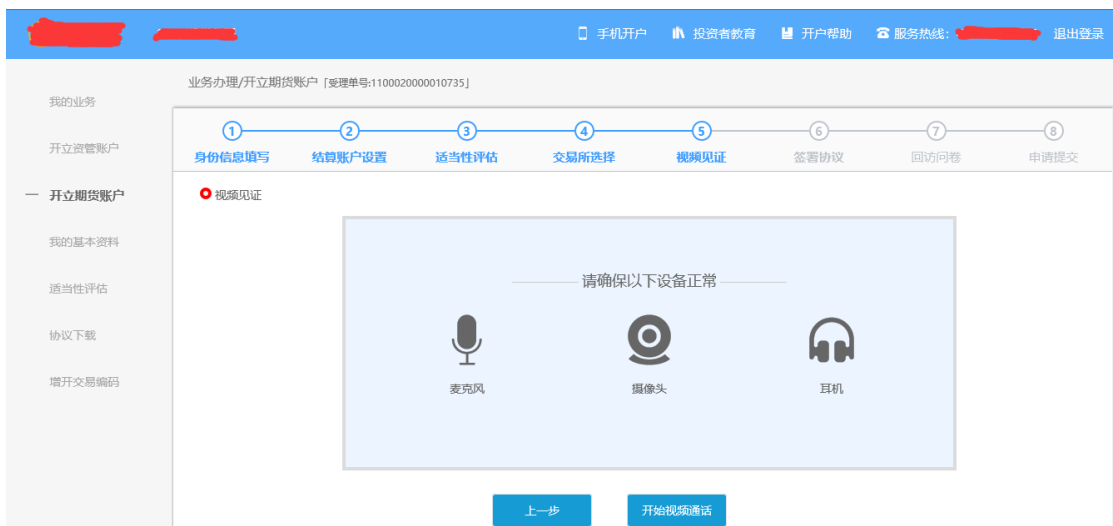 手机开户 投资者教育 开户帮助 服务热线: 退出登录
业务办理/开立期货账户「受理单号:1100020000010735」
我的业务
开立资管账户
一 开立期货账户
我的基本资料
适当性评估
协议下载
增开交易编码
1 2 3 4 5 6 7 8
身份信息填写 结算账户设置 适当性评估 交易所选择 视频见证 签署协议 回访问卷 申请提交
视频见证
请确保以下设备正常
麦克风 摄像头 耳机
上一步 开始视频通话